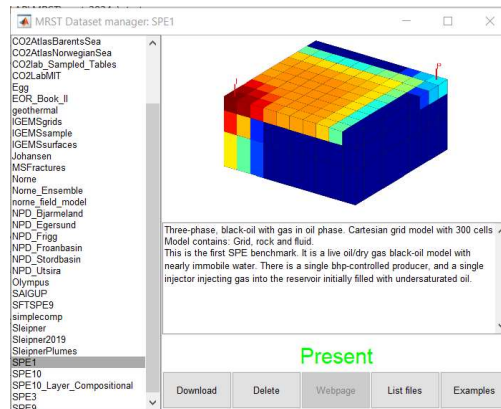 MRST Dataset manager: SPE1
CO2AtlasBarentsSea
CO2AtlasNorwegianSea
CO2lab_Sampled_Tables
CO2LabMIT
Egg
EOR_Book_II
geothermal
IGEMSgrids
IGEMSsample
IGEMSsurfaces
Johansen
MSFractures
Norne
Norne_Ensemble
norne_field_model
NPD_Bjarmeland
NPD_Egersund
NPD_Frigg
NPD_Froanbasin
NPD_Stordbasin
NPD_Utsira
Olympus
SAIGUP
SFTSPE9
simplecomp
Sleipner
Sleipner2019
SleipnerPlumes
SPE1
SPE10
SPE10_Layer_Compositional
SPE3
SPE9
I
P
Three-phase, black-oil with gas in oil phase. Cartesian grid model with 300 cells
Model contains: Grid, rock and fluid.
This is the first SPE benchmark. It is a live oil/dry gas black-oil model with
nearly immobile water. There is a single bhp-controlled producer, and a single
injector injecting gas into the reservoir initially filled with undersaturated oil.
Present
Download
Delete
Webpage
List files
Examples